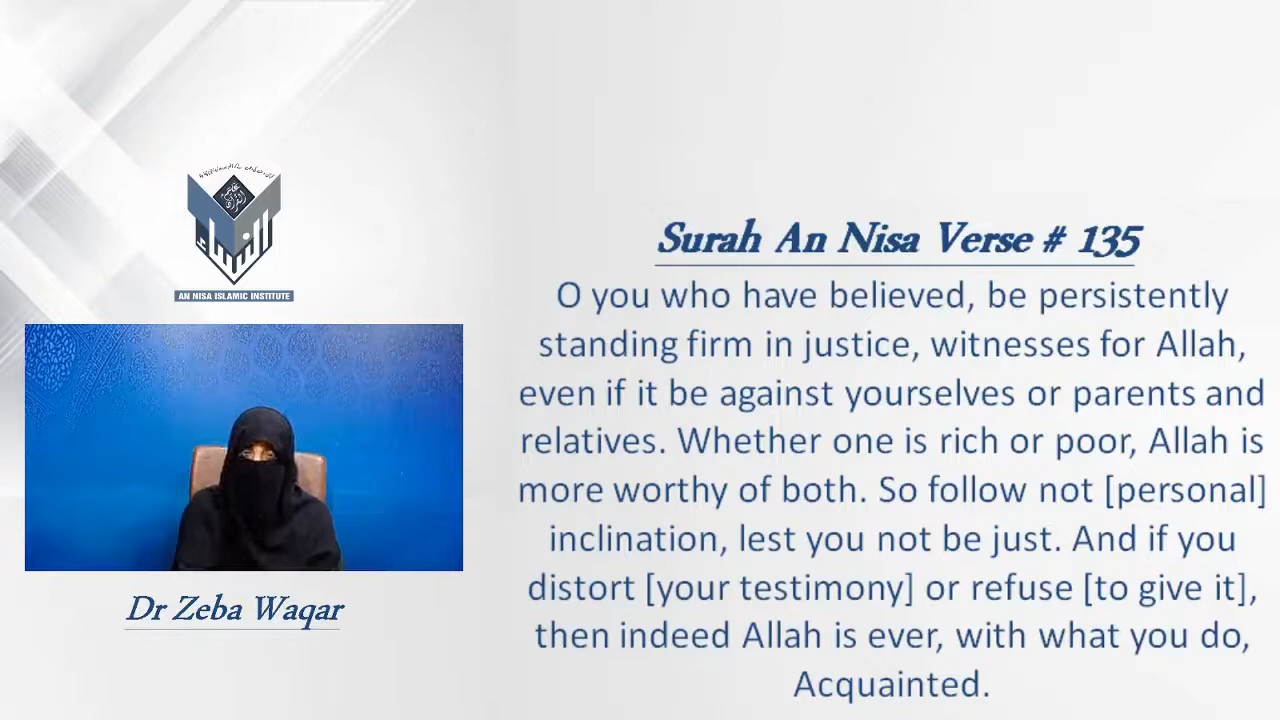 النساء
AN NISA ISLAMIC INSTITUTE
Dr Zeba Waqar
Surah An Nisa Verse # 135
O you who have believed, be persistently
standing firm in justice, witnesses for Allah,
even if it be against yourselves or parents and
relatives. Whether one is rich or poor, Allah is
more worthy of both. So follow not [personal]
inclination, lest you not be just. And if you
distort [your testimony] or refuse [to give it],
then indeed Allah is ever, with what you do,
Acquainted.